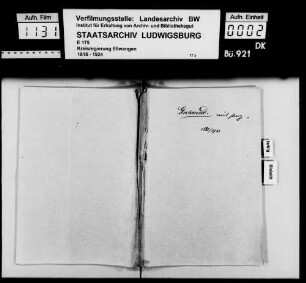 Aufn. Film
1131
Verfilmungsstelle: Landesarchiv BW
Institut für Erhaltung von Archiv- und Bibliotheksgut
STAATSARCHIV LUDWIGSBURG
E 175
Kreisregierung Ellwangen
1818 - 1924
Aufn. Einheit
0002
DK
Bü. 921